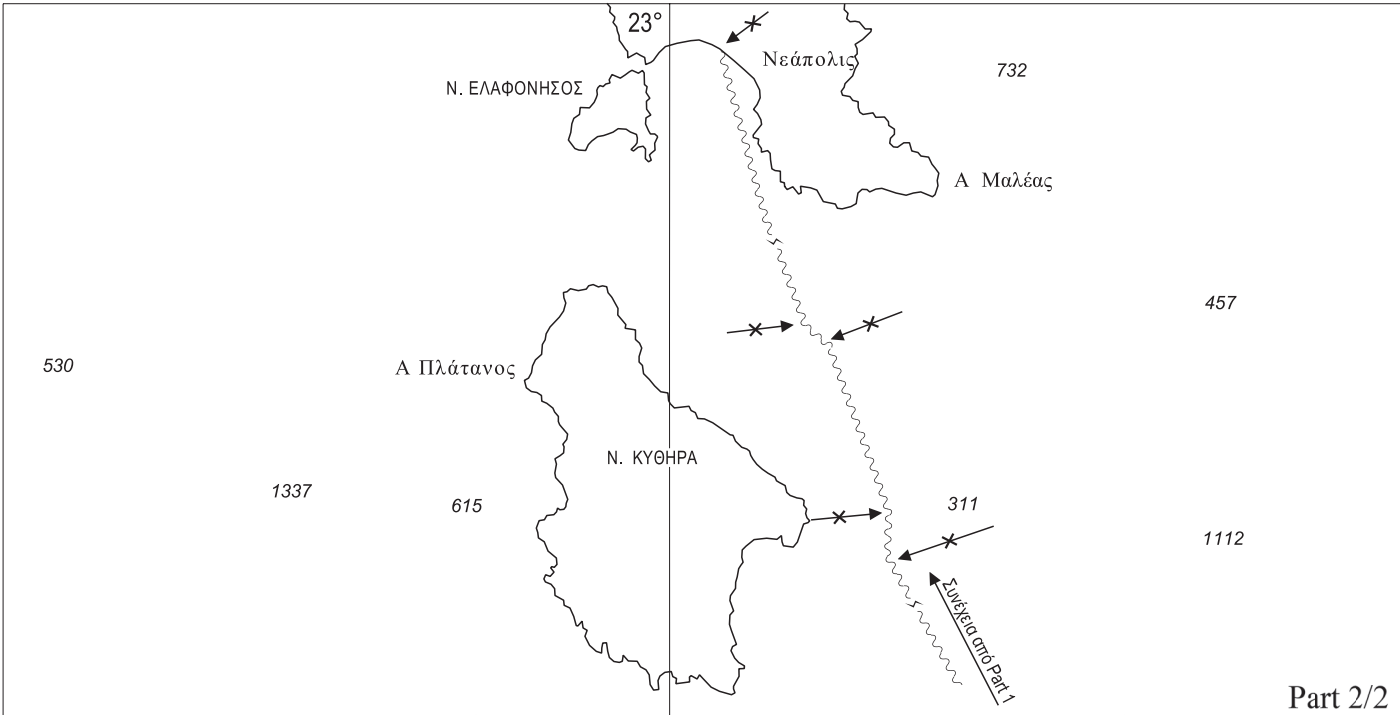 23°
Νεάπολις
732
Ν. ΕΛΑΦΟΝΗΣΟΣ
Α Μαλέας
457
530
Α Πλάτανος
Ν. ΚΥΘΗΡΑ
1337
615
311
1112
Συνέχεια από Part 1
Part 2/2